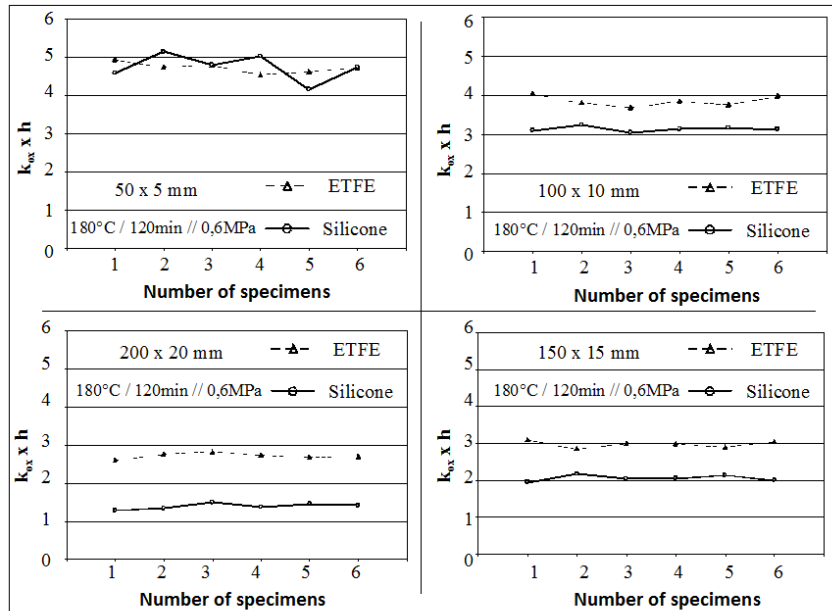 6
5
4
3
2
1
0
k_ox x h
50 x 5 mm
ETFE
180°C / 120min // 0,6MPa
Silicone
1 2 3 4 5 6
Number of specimens
6
5
4
3
2
1
0
k_ox x h
100 x 10 mm
ETFE
180°C / 120min // 0,6MPa
Silicone
1 2 3 4 5 6
Number of specimens
6
5
4
3
2
1
0
k_ox x h
200 x 20 mm
ETFE
180°C / 120min // 0,6MPa
Silicone
1 2 3 4 5 6
Number of specimens
6
5
4
3
2
1
0
k_ox x h
150 x 15 mm
ETFE
180°C / 120min // 0,6MPa
Silicone
1 2 3 4 5 6
Number of specimens